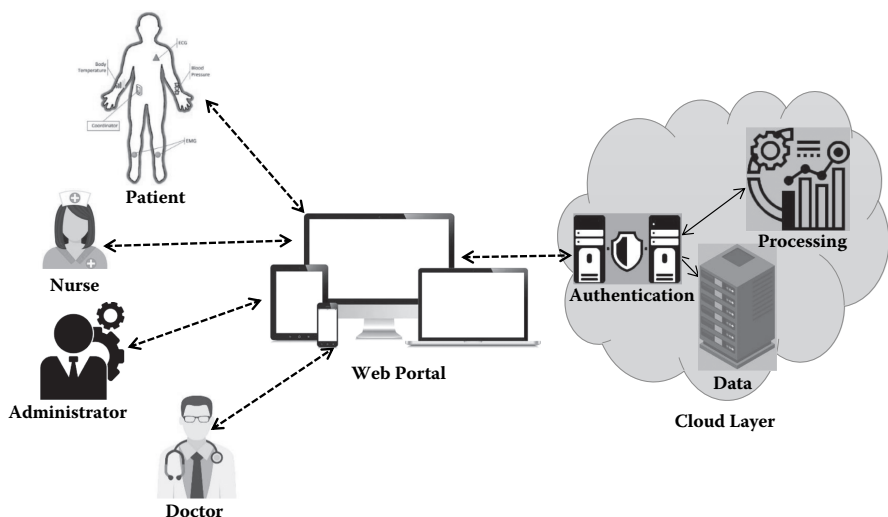 ECG
Body
Temperature
Blood
Pressure
Coordinator
EMG
Patient
Nurse
Administrator
Doctor
Web Portal
Authentication
Processing
Data
Cloud Layer